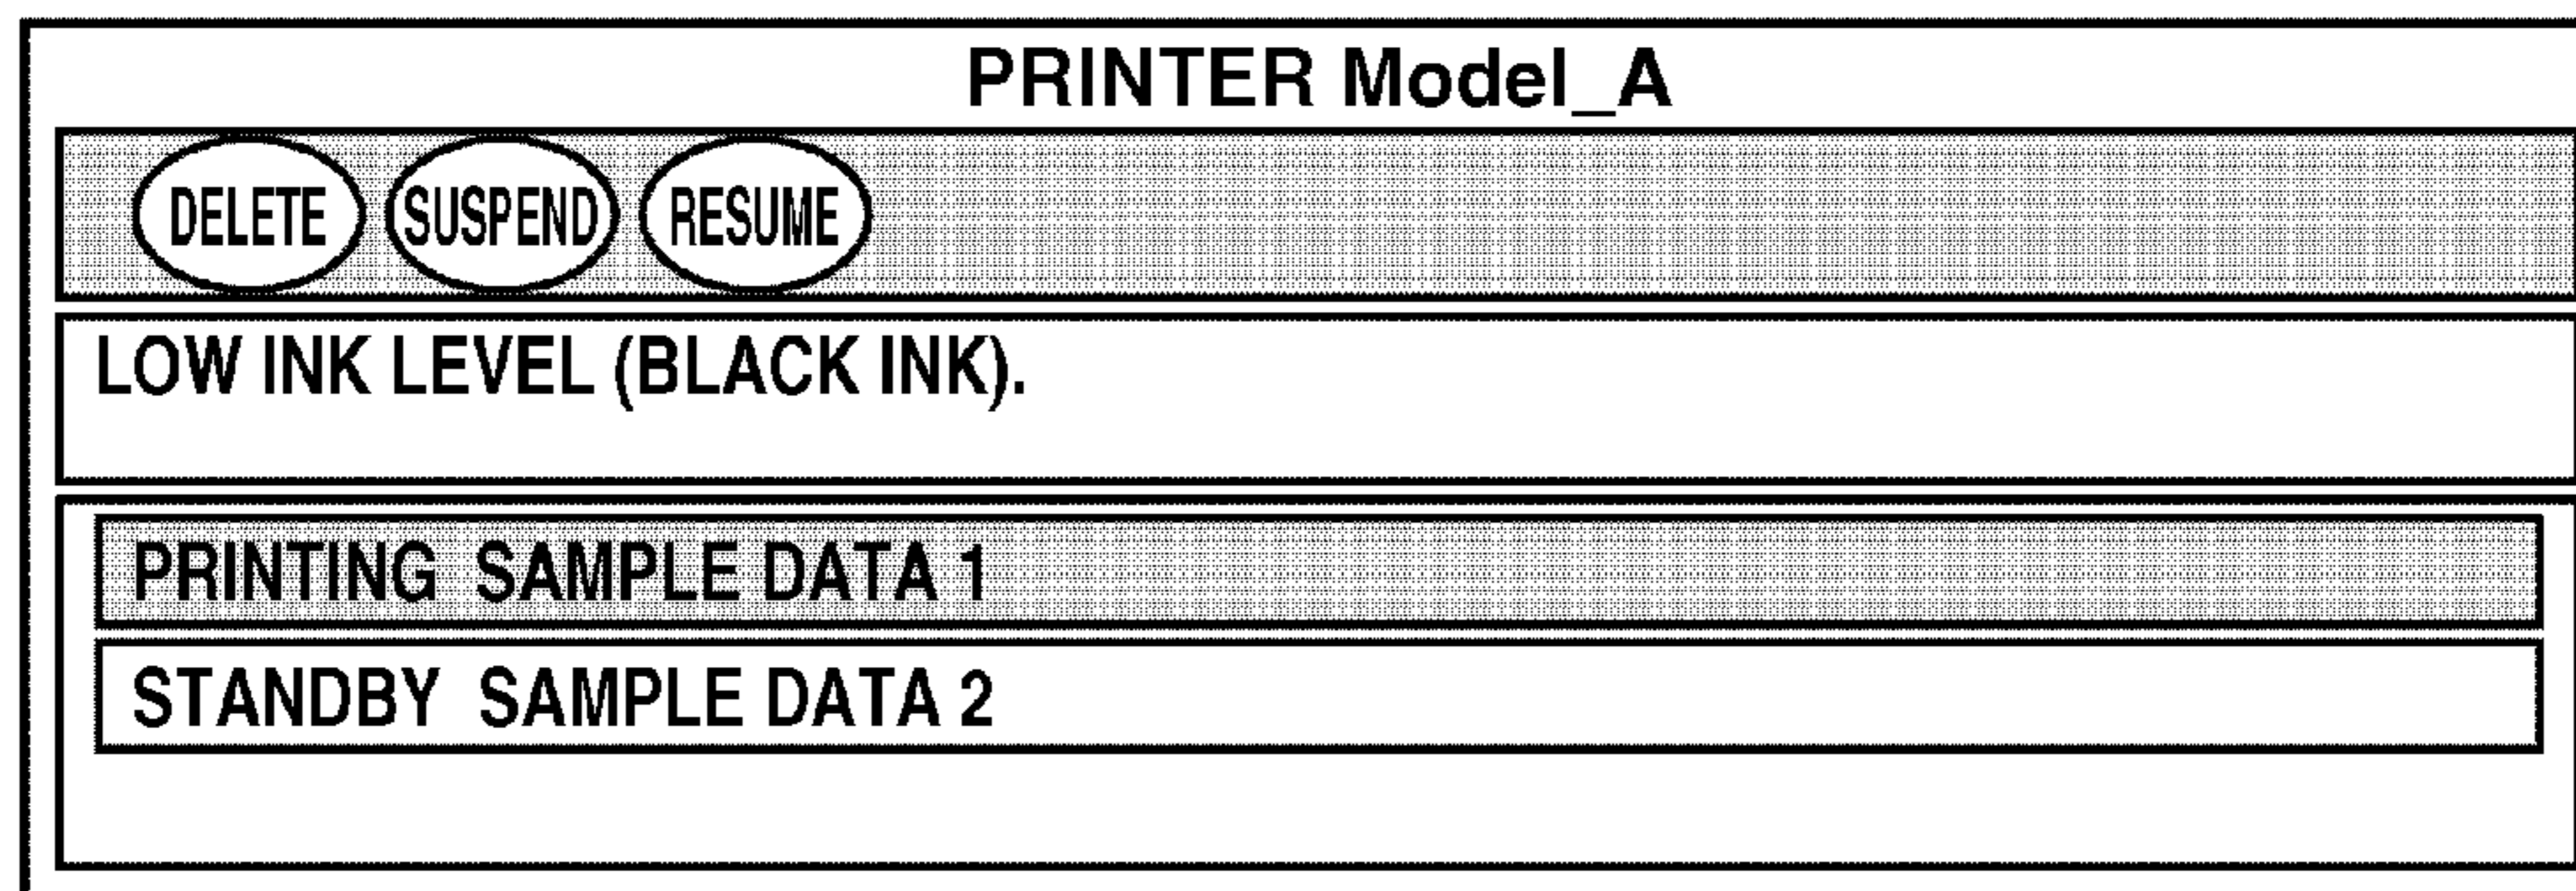 PRINTER Model_A
DELETE SUSPEND RESUME
LOW INK LEVEL (BLACK INK).
PRINTING SAMPLE DATA 1
STANDBY SAMPLE DATA 2